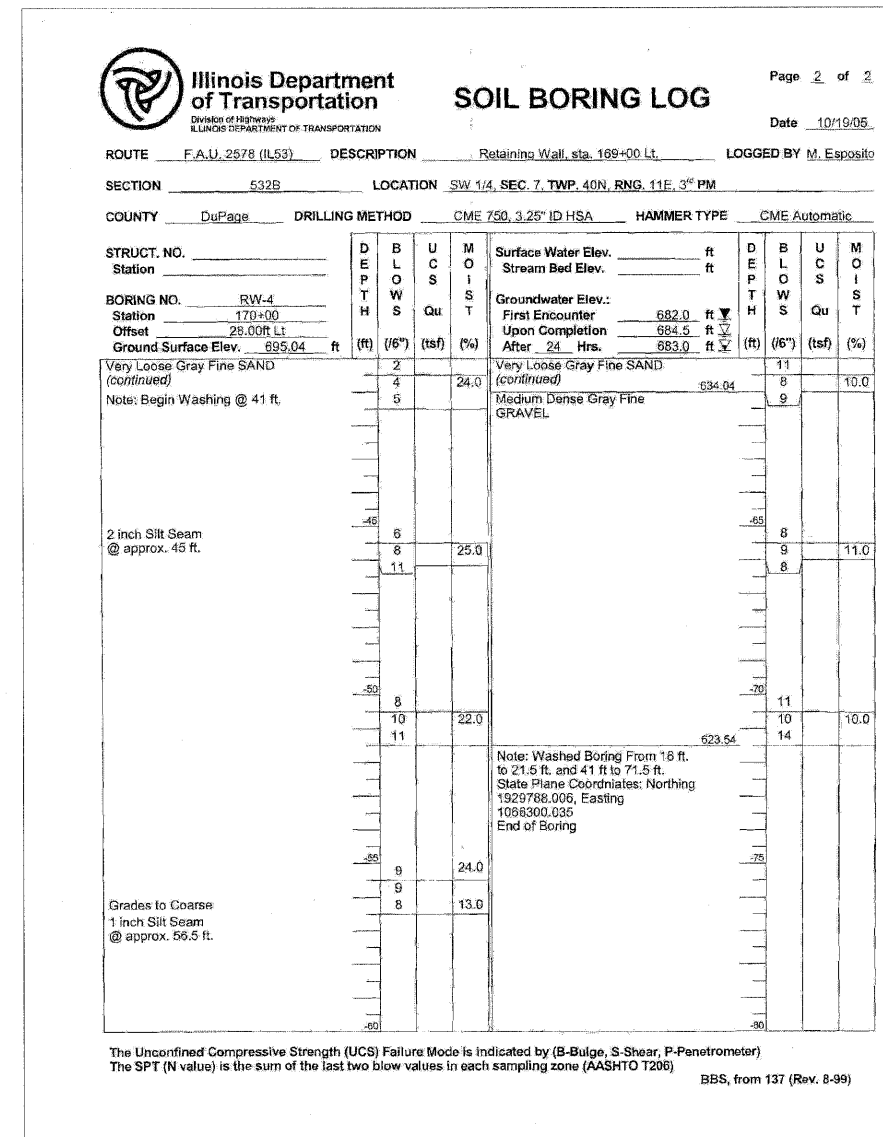 Illinois Department
of Transportation
Division of Highways
ILLINOIS DEPARTMENT OF TRANSPORTATION
SOIL BORING LOG
Page 2 of 2
Date 10/19/05
ROUTE F.A.U. 2578 (IL53) DESCRIPTION Retaining Wall, sta. 169+00 Lt. LOGGED BY M. Esposito
SECTION 532B LOCATION SW 1/4, SEC. 7, TWP. 40N, RNG. 11E, 3rd PM
COUNTY DuPage DRILLING METHOD CME 750, 3.25" ID HSA HAMMER TYPE CME Automatic
STRUCT. NO.
Station
BORING NO. RW-4
Station 170+00
Offset 28.00ft Lt
Ground Surface Elev. 695.04 ft
DEPTH (ft)
BLOWS (/6")
UCS Qu (tsf)
MOIST (%)
Very Loose Gray Fine SAND
(continued)
Note: Begin Washing @ 41 ft.
2
4 24.0
5
-45
2 inch Silt Seam
@ approx. 45 ft.
6
8 25.0
11
-50
8
10 22.0
11
-55
9 24.0
9
8 13.0
Grades to Coarse
1 inch Silt Seam
@ approx. 56.5 ft.
-60
Surface Water Elev. ft
Stream Bed Elev. ft
Groundwater Elev.:
First Encounter 682.0 ft
Upon Completion 684.5 ft
After 24 Hrs. 683.0 ft
DEPTH (ft)
BLOWS (/6")
UCS Qu (tsf)
MOIST (%)
Very Loose Gray Fine SAND
(continued)
634.04
Medium Dense Gray Fine
GRAVEL
11
8 10.0
9
-65
8
9 11.0
8
-70
11
10 10.0
14
623.54
Note: Washed Boring From 18 ft.
to 21.5 ft. and 41 ft to 71.5 ft.
State Plane Coordniates: Northing
1929788.006, Easting
1066300.035
End of Boring
-75
-80
The Unconfined Compressive Strength (UCS) Failure Mode is indicated by (B-Bulge, S-Shear, P-Penetrometer)
The SPT (N value) is the sum of the last two blow values in each sampling zone (AASHTO T206)
BBS, from 137 (Rev. 8-99)